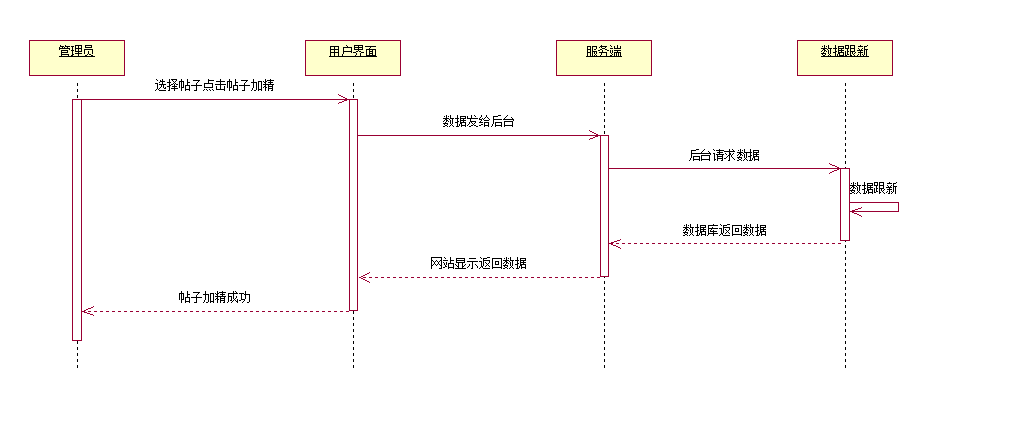 管理员
用户界面
服务端
数据跟新
选择帖子点击帖子加精
数据发给后台
后台请求数据
数据跟新
数据库返回数据
网站显示返回数据
帖子加精成功